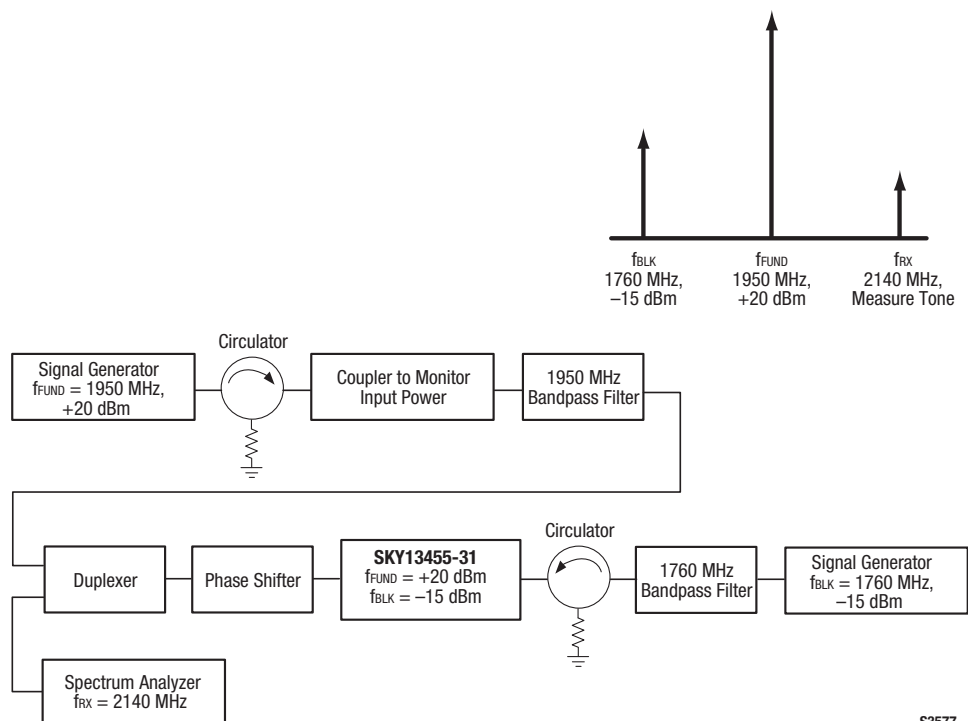 fBLK
1760 MHz,
–15 dBm
fFUND
1950 MHz,
+20 dBm
fRX
2140 MHz,
Measure Tone
Signal Generator
fFUND = 1950 MHz,
+20 dBm
Circulator
Coupler to Monitor
Input Power
1950 MHz
Bandpass Filter
Duplexer
Phase Shifter
SKY13455-31
fFUND = +20 dBm
fBLK = –15 dBm
Circulator
1760 MHz
Bandpass Filter
Signal Generator
fBLK = 1760 MHz,
–15 dBm
Spectrum Analyzer
fRX = 2140 MHz
S2577